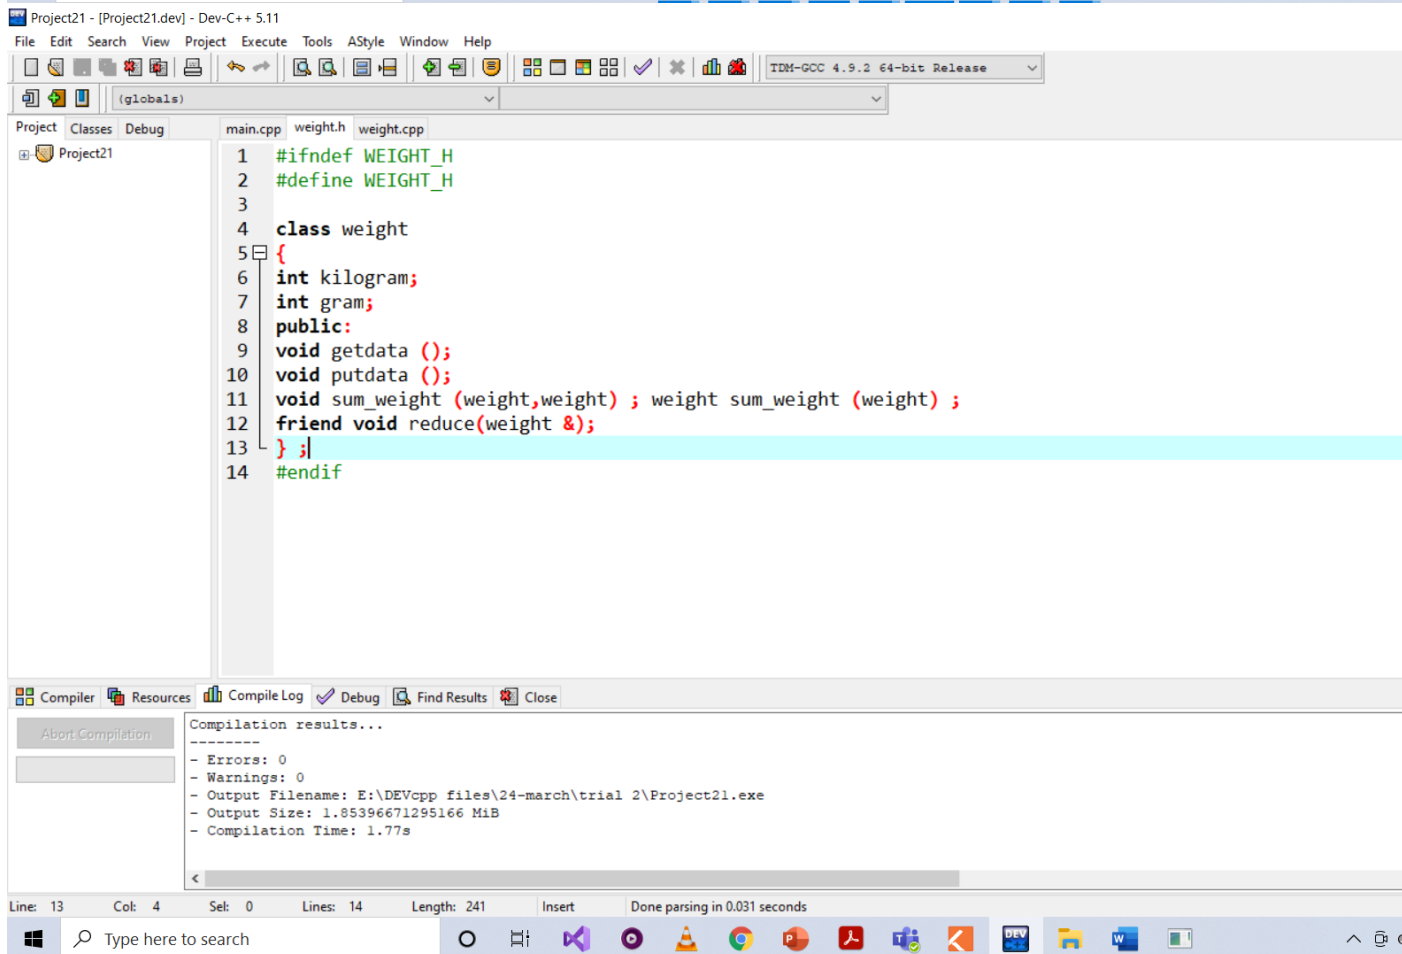 Project21 - [Project21.dev] - Dev-C++ 5.11
File Edit Search View Project Execute Tools AStyle Window Help
TDM-GCC 4.9.2 64-bit Release
(globals)
Project Classes Debug main.cpp weight.h weight.cpp
Project21
1 #ifndef WEIGHT_H
2 #define WEIGHT_H
3
4 class weight
5 {
6 int kilogram;
7 int gram;
8 public:
9 void getdata ();
10 void putdata ();
11 void sum_weight (weight,weight) ; weight sum_weight (weight) ;
12 friend void reduce(weight &);
13 } ;
14 #endif
Compiler Resources Compile Log Debug Find Results Close
Abort Compilation
Compilation results...
--------
- Errors: 0
- Warnings: 0
- Output Filename: E:\DEVcpp files\24-march\trial 2\Project21.exe
- Output Size: 1.85396671295166 MiB
- Compilation Time: 1.77s
Line: 13 Col: 4 Sel: 0 Lines: 14 Length: 241 Insert Done parsing in 0.031 seconds
Type here to search DEV